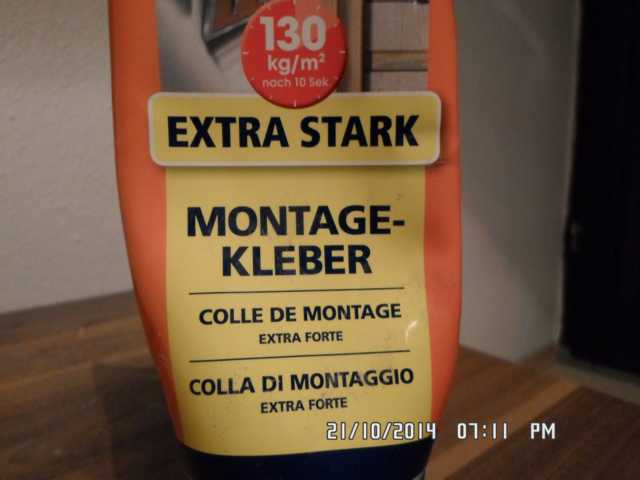 130
kg/m²
nach 10 Sek.
EXTRA STARK
MONTAGE-
KLEBER
COLLE DE MONTAGE
EXTRA FORTE
COLLA DI MONTAGGIO
EXTRA FORTE
21/10/2014 07:11 PM